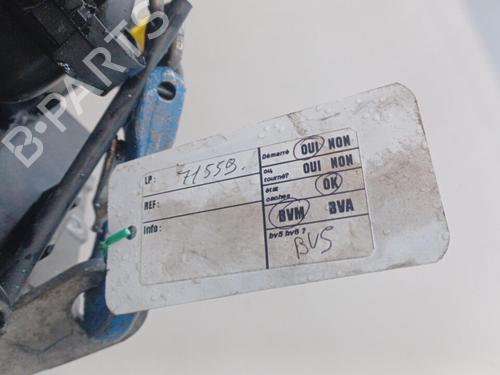 B-PARTS
LP: 71559. Démarré OUI NON
ou tourné? OUI NON
REF: état caches OK
BVM BVA
Info: bv5 bv6 ?
BV5